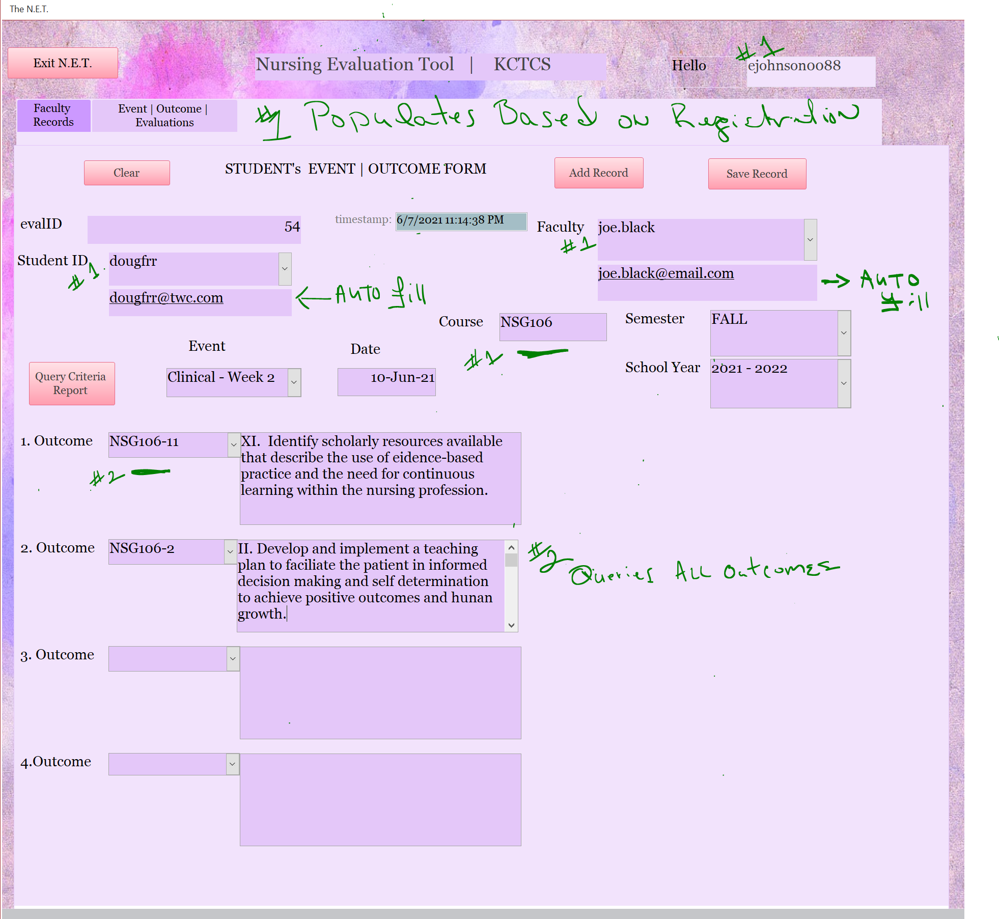 The N.E.T.
Exit N.E.T.
Nursing Evaluation Tool | KCTCS
#1
Hello
ejohnson0088
Faculty
Records
Event | Outcome |
Evaluations
#1 Populates Based on Registration
Clear
STUDENT's EVENT | OUTCOME FORM
Add Record
Save Record
evalID
54
timestamp:
6/7/2021 11:14:38 PM
Faculty
joe.black
#1
Student ID
dougfrr
#1
joe.black@email.com
→ AUTO
fill
dougfrr@twc.com
← AUTO fill
Course
NSG106
Semester
FALL
#1
Event
Date
School Year
2021 - 2022
Query Criteria
Report
Clinical - Week 2
10-Jun-21
1. Outcome
NSG106-11
XI. Identify scholarly resources available
that describe the use of eidence-based
practice and the need for continuous
learning within the nursing profession.
#2
2. Outcome
NSG106-2
II. Develop and implement a teaching
plan to faciliate the patient in informed
decision making and self determination
to achieve positive outcomes and hunan
growth.
#2
Queries ALL Outcomes
3. Outcome
4.Outcome